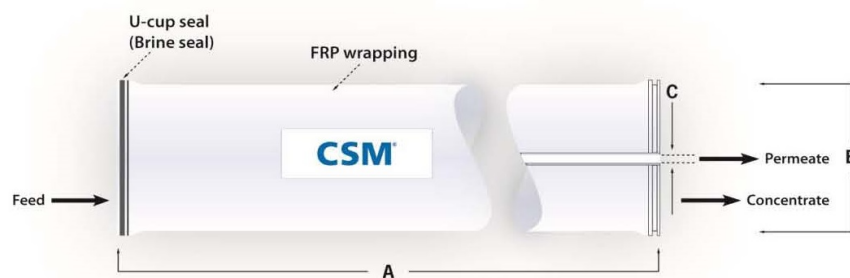 U-cup seal
(Brine seal)
FRP wrapping
C
CSM®
Permeate
Feed
Concentrate
A